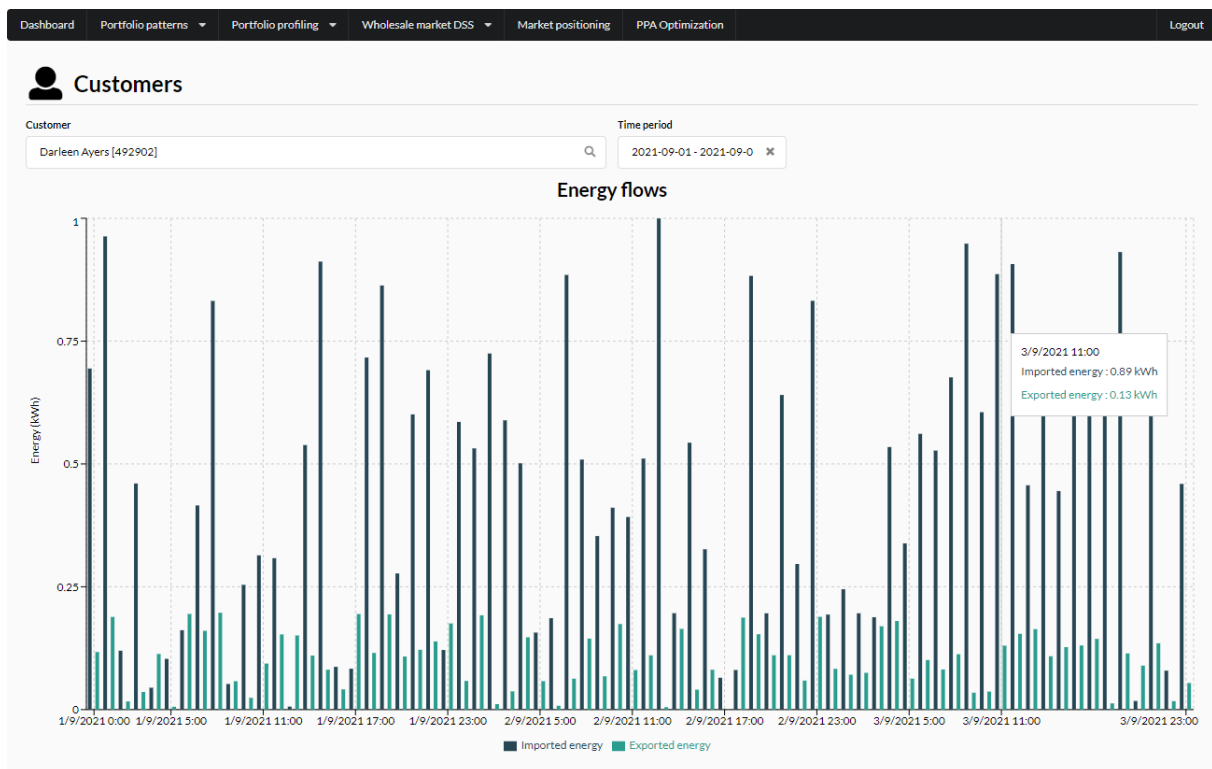 Dashboard Portfolio patterns Portfolio profiling Wholesale market DSS Market positioning PPA Optimization Logout
Customers
Customer Time period
Darleen Ayers [492902] 2021-09-01 - 2021-09-0
Energy flows
1
0.75
0.5
0.25
0
Energy (kWh)
3/9/2021 11:00
Imported energy : 0.89 kWh
Exported energy : 0.13 kWh
1/9/2021 0:00 1/9/2021 5:00 1/9/2021 11:00 1/9/2021 17:00 1/9/2021 23:00 2/9/2021 5:00 2/9/2021 11:00 2/9/2021 17:00 2/9/2021 23:00 3/9/2021 5:00 3/9/2021 11:00 3/9/2021 23:00
Imported energy Exported energy